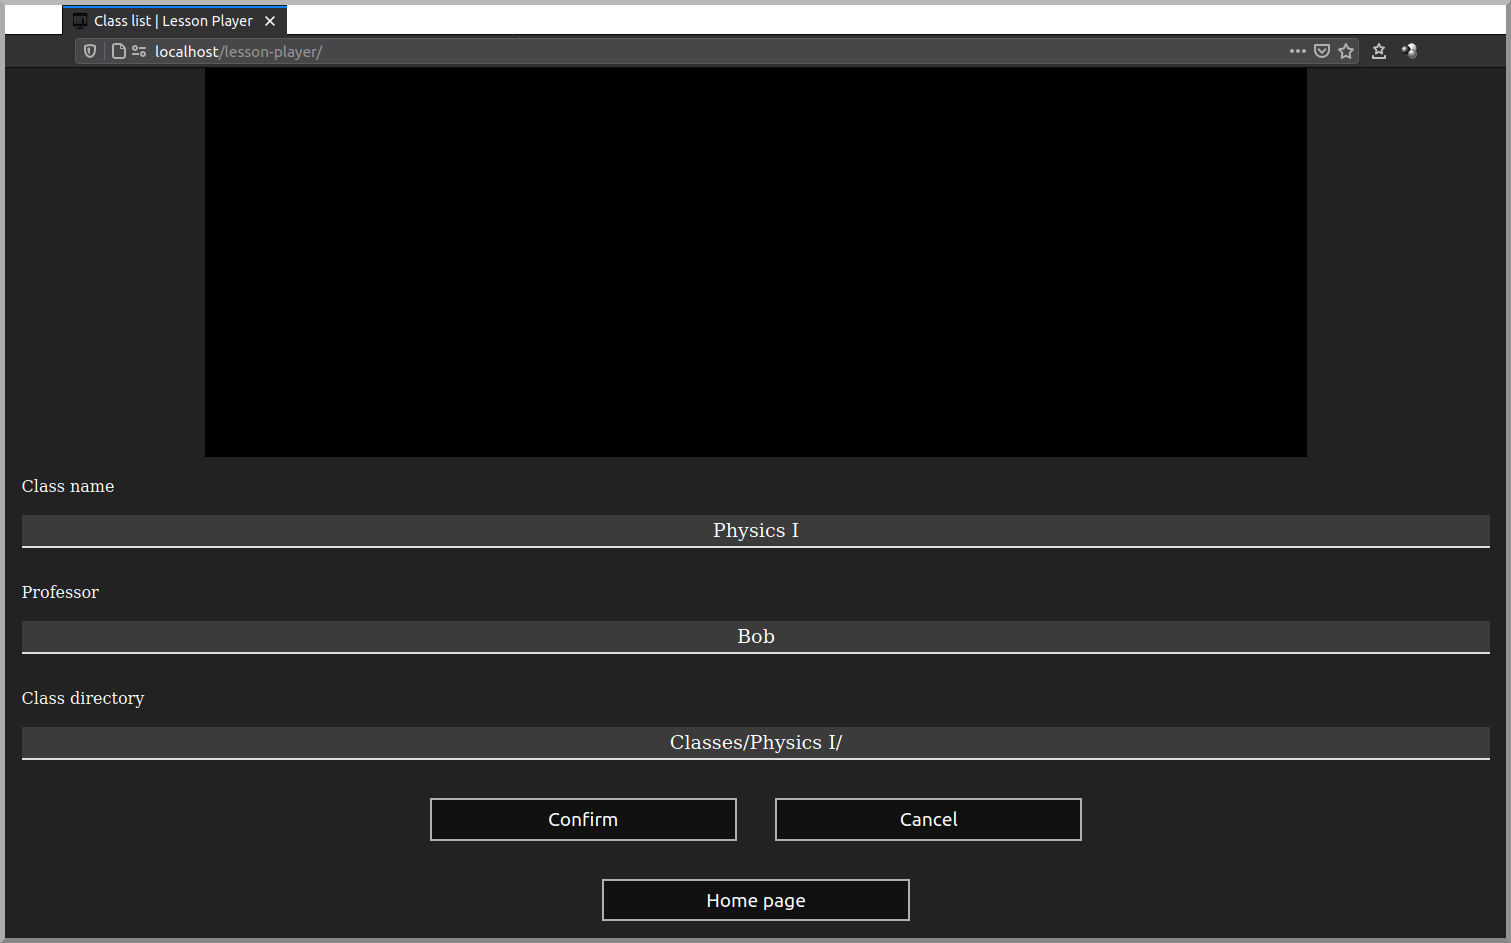 Class list | Lesson Player
localhost/lesson-player/
Class name
Physics I
Professor
Bob
Class directory
Classes/Physics I/
Confirm Cancel
Home page